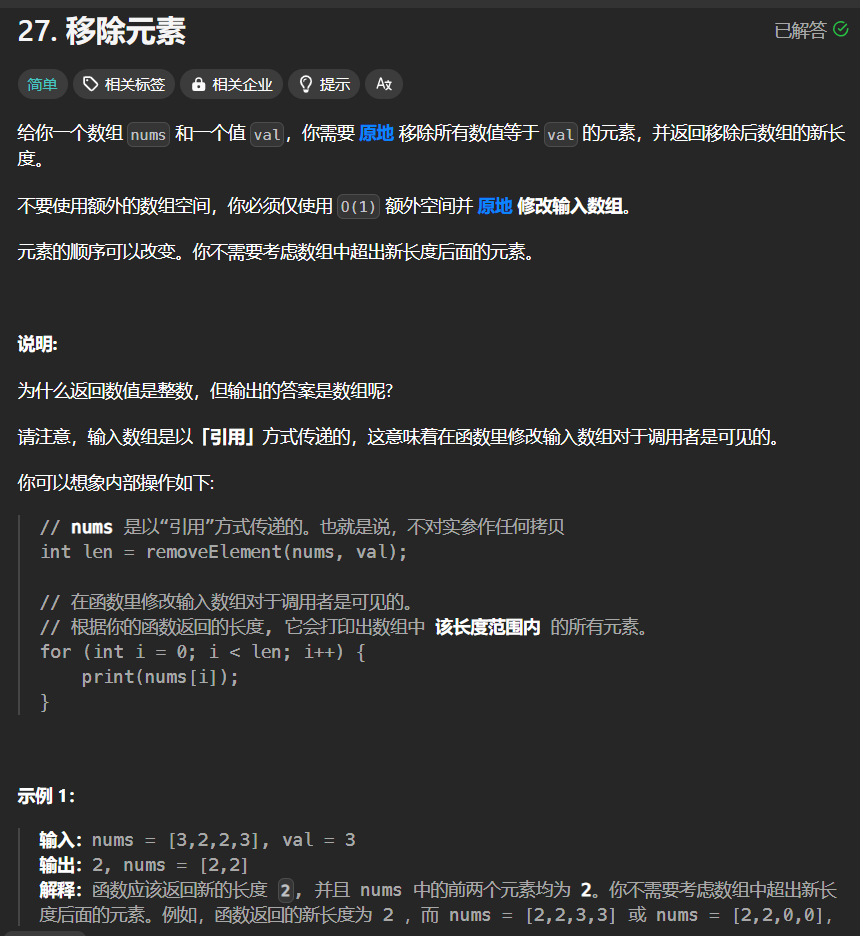 27. 移除元素
已解答
简单 相关标签 相关企业 提示 Ax
给你一个数组 nums 和一个值 val，你需要 原地 移除所有数值等于 val 的元素，并返回移除后数组的新长
度。
不要使用额外的数组空间，你必须仅使用 O(1) 额外空间并 原地 修改输入数组。
元素的顺序可以改变。你不需要考虑数组中超出新长度后面的元素。
说明:
为什么返回数值是整数，但输出的答案是数组呢?
请注意，输入数组是以「引用」方式传递的，这意味着在函数里修改输入数组对于调用者是可见的。
你可以想象内部操作如下:
// nums 是以“引用”方式传递的。也就是说，不对实参作任何拷贝
int len = removeElement(nums, val);
// 在函数里修改输入数组对于调用者是可见的。
// 根据你的函数返回的长度, 它会打印出数组中 该长度范围内 的所有元素。
for (int i = 0; i < len; i++) {
    print(nums[i]);
}
示例 1：
输入：nums = [3,2,2,3], val = 3
输出：2, nums = [2,2]
解释：函数应该返回新的长度 2, 并且 nums 中的前两个元素均为 2。你不需要考虑数组中超出新长
度后面的元素。例如，函数返回的新长度为 2 ，而 nums = [2,2,3,3] 或 nums = [2,2,0,0]，